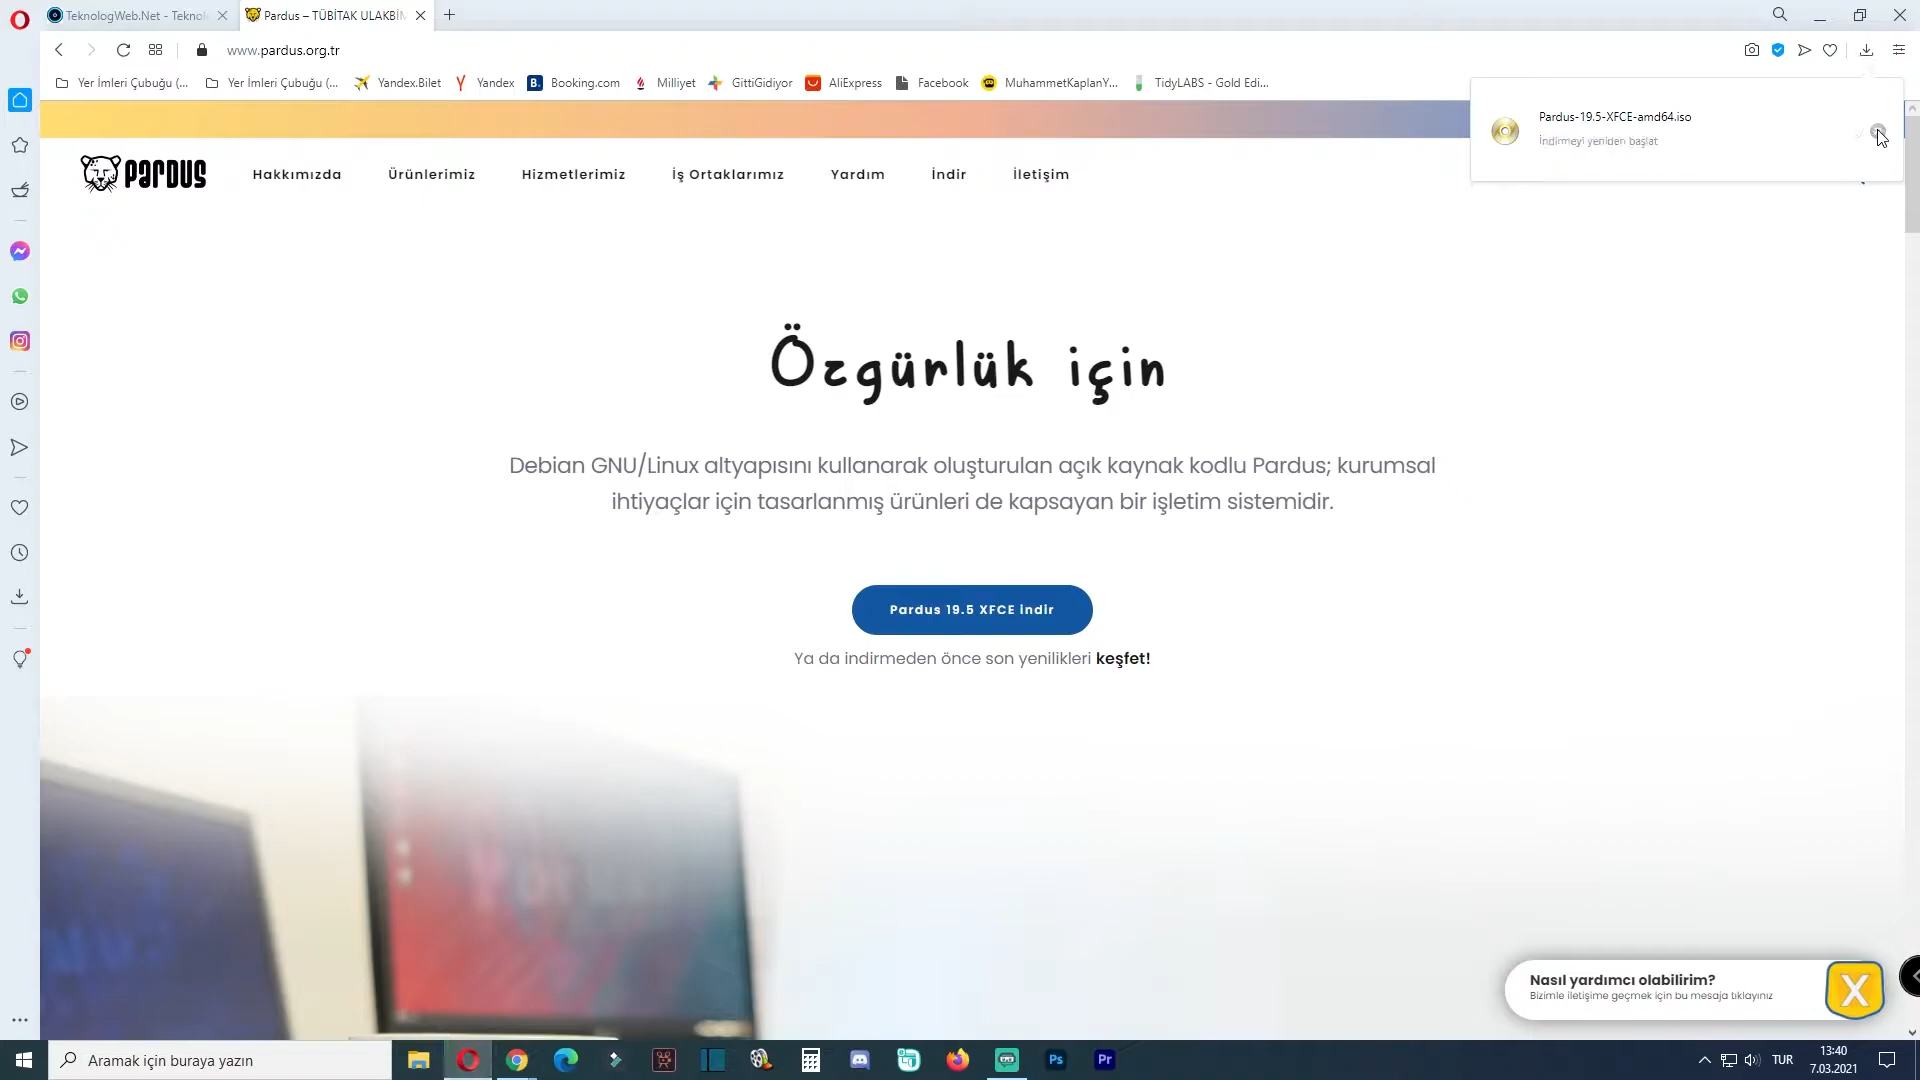 TeknologWeb.Net - Teknol
Pardus – TÜBİTAK ULAKBİM
www.pardus.org.tr
Yer İmleri Çubuğu (...
Yer İmleri Çubuğu (...
Yandex.Bilet
Yandex
Booking.com
Milliyet
GittiGidiyor
AliExpress
Facebook
MuhammetKaplanY...
TidyLABS - Gold Edi...
Pardus-19.5-XFCE-amd64.iso
İndirmeyi yeniden başlat
PARDUS
Hakkımızda
Ürünlerimiz
Hizmetlerimiz
İş Ortaklarımız
Yardım
İndir
İletişim
Özgürlük için
Debian GNU/Linux altyapısını kullanarak oluşturulan açık kaynak kodlu Pardus; kurumsal
ihtiyaçlar için tasarlanmış ürünleri de kapsayan bir işletim sistemidir.
Pardus 19.5 XFCE indir
Ya da indirmeden önce son yenilikleri keşfet!
Nasıl yardımcı olabilirim?
Bizimle iletişime geçmek için bu mesaja tıklayınız
X
Aramak için buraya yazın
Ps
Pr
TUR
13:40
7.03.2021